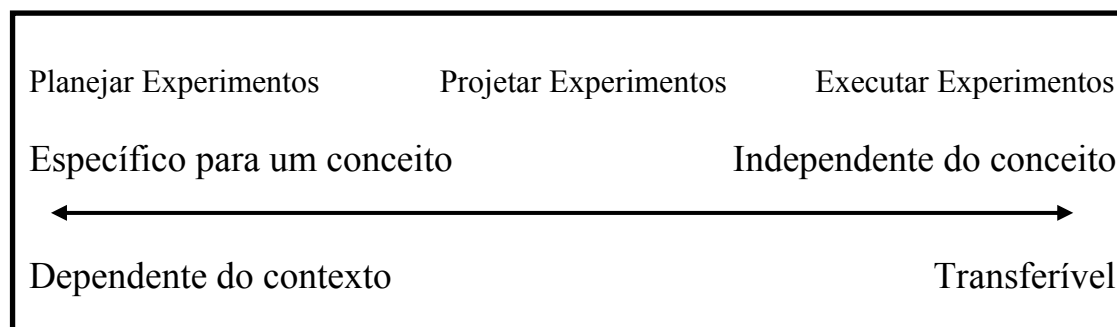 Planejar Experimentos Projetar Experimentos Executar Experimentos
Específico para um conceito Independente do conceito
Dependente do contexto Transferível